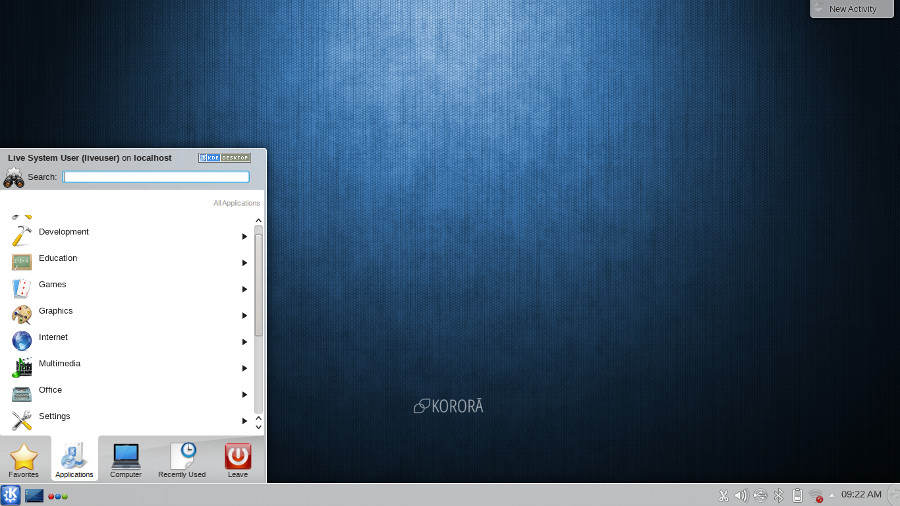 New Activity
Live System User (liveuser) on localhost
KDE DESKTOP
Search:
All Applications
Development
Education
Games
Graphics
Internet
Multimedia
Office
Settings
KORORĀ
Favorites
Applications
Computer
Recently Used
Leave
09:22 AM